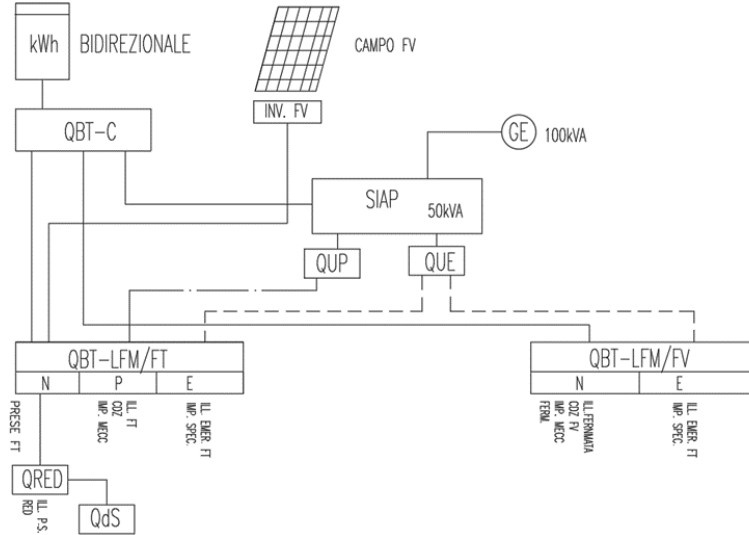 kWh
BIDIREZIONALE
CAMPO FV
INV. FV
QBT-C
GE
100kVA
SIAP
50kVA
QUP
QUE
QBT-LFM/FT
N
P
E
QBT-LFM/FV
N
E
PRESE FT
ILL FT
CDZ
IMP. MECC
ILL EMER. FT
IMP. SPEC.
ILL.FERNMATA
CDZ FV
IMP. MECC
FERM.
ILL EMER. FT
IMP. SPEC.
QRED
ILL P.S.
RED
QdS